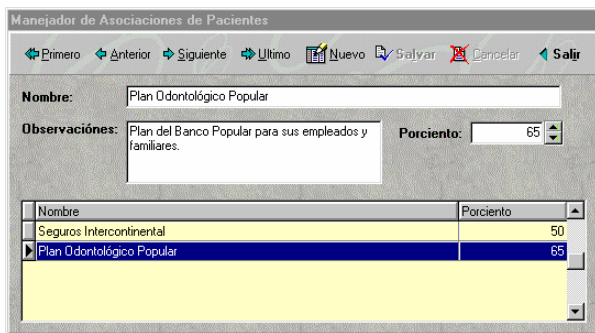 Manejador de Asociaciones de Pacientes
Primero Anterior Siguiente Ultimo Nuevo Salvar Cancelar Salir
Nombre: Plan Odontológico Popular
Observaciónes: Plan del Banco Popular para sus empleados y familiares.
Porciento: 65
Nombre Porciento
Seguros Intercontinental 50
Plan Odontológico Popular 65